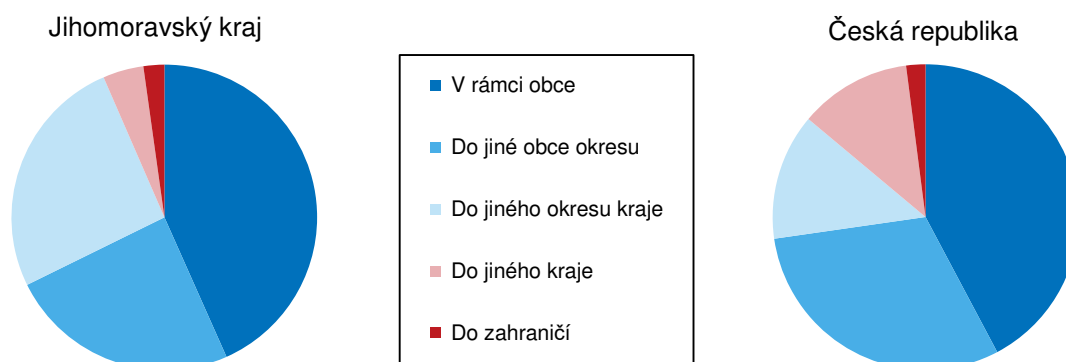 Jihomoravský kraj
Česká republika
V rámci obce
Do jiné obce okresu
Do jiného okresu kraje
Do jiného kraje
Do zahraničí